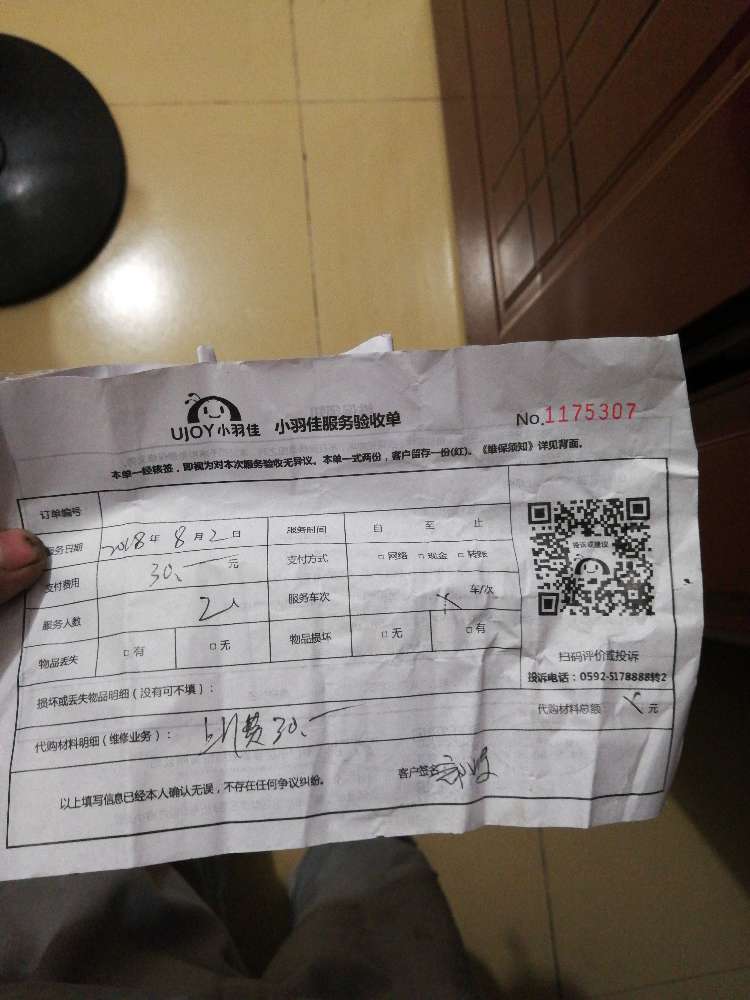 UJOY小羽佳 小羽佳服务验收单 No.1175307
本单一经核签，即视为对本次服务验收无异议。本单一式两份，客户留存一份(红)。《维保须知》详见背面。
订单编号
服务日期 2018年 8月2日 服务时间 自 至 止
支付费用 30.— 元 支付方式 □网络 □现金 □转账
服务人数 2人 服务车次 车/次
物品丢失 □有 □无 物品损坏 □无 □有
投诉或建议
扫码评价或投诉
投诉电话：0592-5178888转2
损坏或丢失物品明细（没有可不填）：
代购材料总额 元
代购材料明细（维修业务）： 上门费30.—
以上填写信息已经本人确认无误，不存在任何争议纠纷。 客户签名